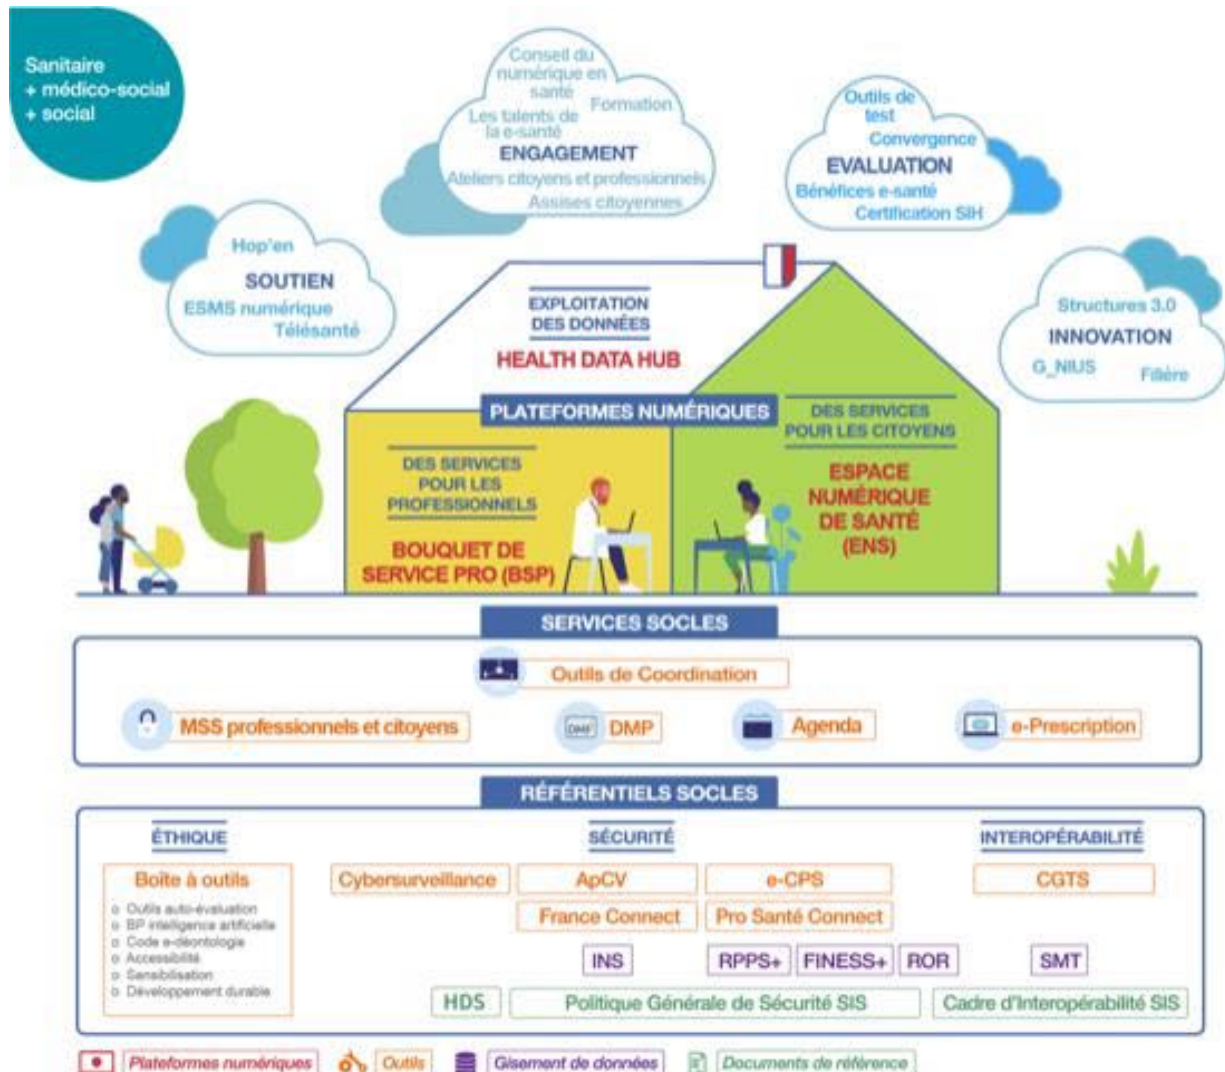 Sanitaire
+ médico-social
+ social
Conseil du
numérique en
santé
Formation
Les talents de
la e-santé
ENGAGEMENT
Ateliers citoyens et professionnels
Assises citoyennes
Outils de
test
Convergence
EVALUATION
Bénéfices e-santé
Certification SIH
Hop'en
SOUTIEN
ESMS numérique
Télésanté
Structures 3.0
INNOVATION
G_NIUS
Filière
EXPLOITATION
DES DONNÉES
HEALTH DATA HUB
PLATEFORMES NUMÉRIQUES
DES SERVICES
POUR LES
PROFESSIONNELS
BOUQUET DE
SERVICE PRO (BSP)
DES SERVICES
POUR LES CITOYENS
ESPACE
NUMÉRIQUE
DE SANTÉ
(ENS)
SERVICES SOCLES
Outils de Coordination
MSS professionnels et citoyens
DMP DMP
Agenda
e-Prescription
RÉFÉRENTIELS SOCLES
ÉTHIQUE
Boîte à outils
o Outils auto-évaluation
o BP intelligence artificielle
o Code e-déontologie
o Accessibilité
o Sensibilisation
o Développement durable
SÉCURITÉ
Cybersurveillance
ApCV
e-CPS
France Connect
Pro Santé Connect
INS
RPPS+
FINESS+
ROR
HDS
Politique Générale de Sécurité SIS
INTEROPÉRABILITÉ
CGTS
SMT
Cadre d'Interopérabilité SIS
Plateformes numériques
Outils
Gisement de données
Documents de référence